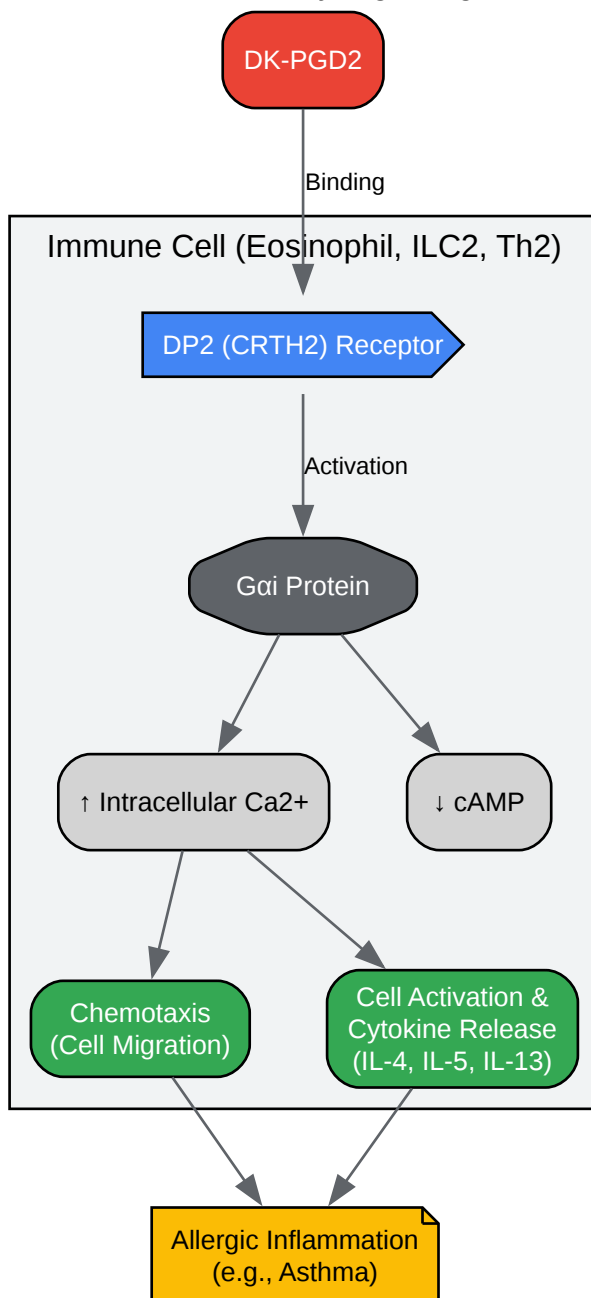 DK-PGD2
Binding
Immune Cell (Eosinophil, ILC2, Th2)
DP2 (CRTH2) Receptor
Activation
Gαi Protein
↑ Intracellular Ca2+
↓ cAMP
Chemotaxis
(Cell Migration)
Cell Activation &
Cytokine Release
(IL-4, IL-5, IL-13)
Allergic Inflammation
(e.g., Asthma)